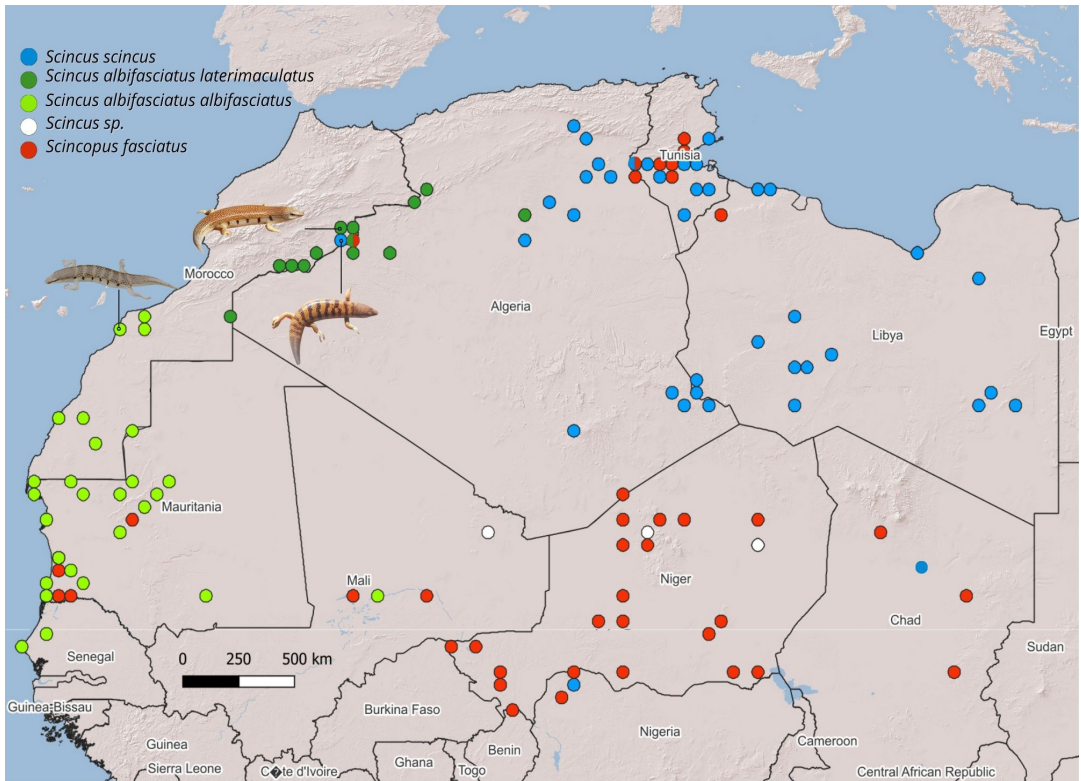 Scincus scincus
Scincus albifasciatus laterimaculatus
Scincus albifasciatus albifasciatus
Scincus sp.
Scincopus fasciatus
Tunisia
Morocco
Algeria
Libya
Egypt
Mauritania
Mali
Niger
Chad
Sudan
0 250 500 km
Senegal
Guinea-Bissau
Burkina Faso
Guinea
Sierra Leone
C�te d'Ivoire
Ghana
Togo
Benin
Nigeria
Cameroon
Central African Republic